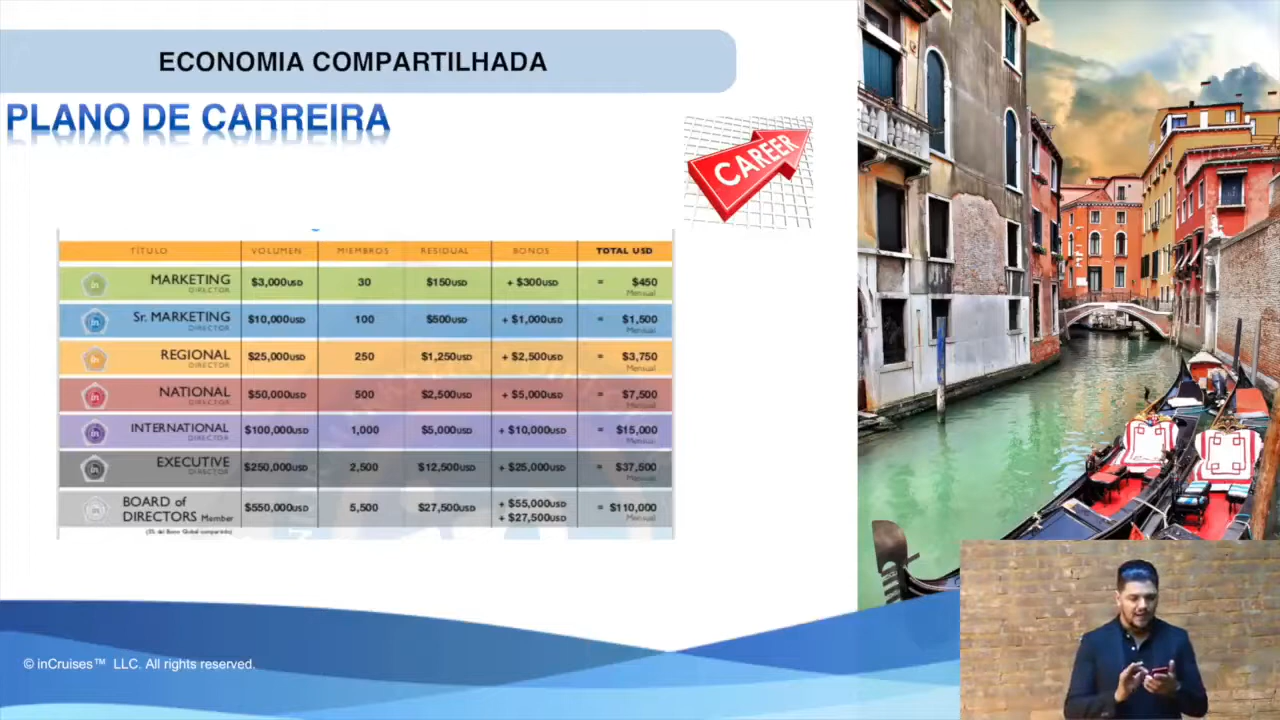 ECONOMIA COMPARTILHADA
PLANO DE CARREIRA
CAREER
TÍTULO VOLUMEN MIEMBROS RESIDUAL BONOS TOTAL USD
MARKETING DIRECTOR $3,000USD 30 $150USD + $300USD = $450 Mensual
Sr. MARKETING DIRECTOR $10,000USD 100 $500USD + $1,000USD = $1,500 Mensual
REGIONAL DIRECTOR $25,000USD 250 $1,250USD + $2,500USD = $3,750 Mensual
NATIONAL DIRECTOR $50,000USD 500 $2,500USD + $5,000USD = $7,500 Mensual
INTERNATIONAL DIRECTOR $100,000USD 1,000 $5,000USD + $10,000USD = $15,000 Mensual
EXECUTIVE DIRECTOR $250,000USD 2,500 $12,500USD + $25,000USD = $37,500 Mensual
BOARD of DIRECTORS Member $550,000USD 5,500 $27,500USD + $55,000USD + $27,500USD = $110,000 Mensual
© inCruises™ LLC. All rights reserved.